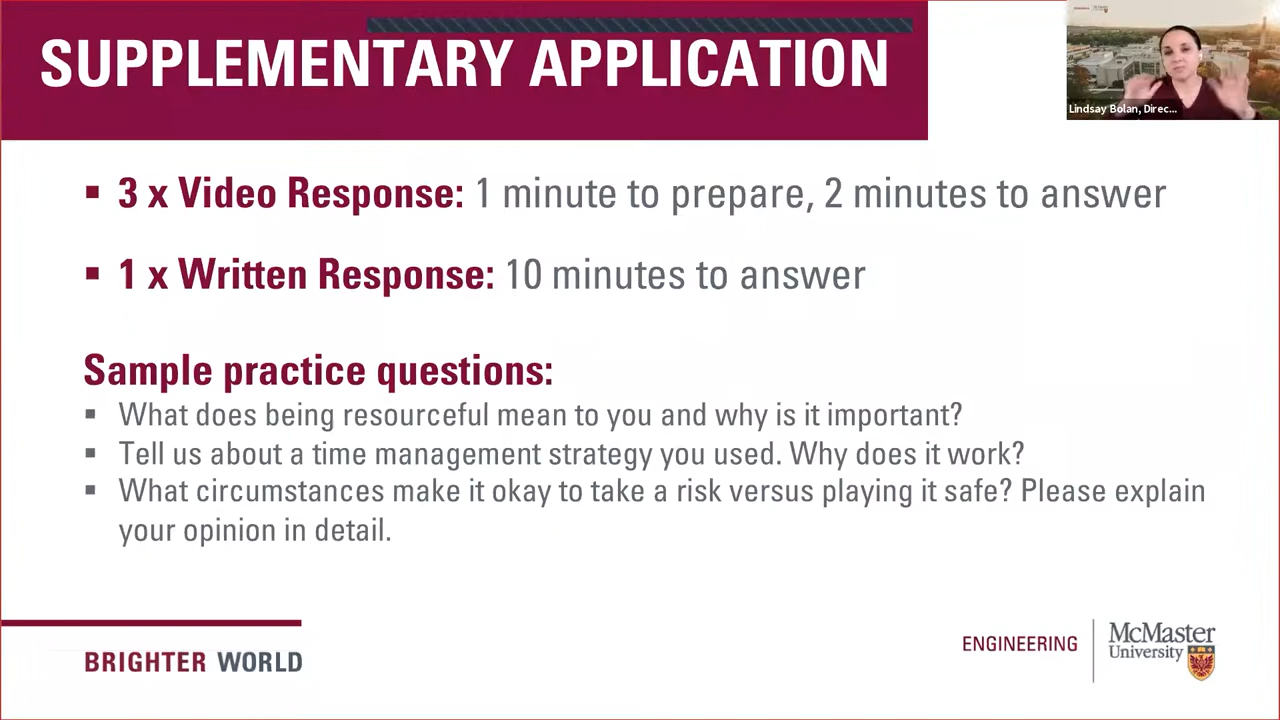 SUPPLEMENTARY APPLICATION
Lindsay Bolan, Direc...
▪ 3 x Video Response: 1 minute to prepare, 2 minutes to answer
▪ 1 x Written Response: 10 minutes to answer
Sample practice questions:
▪ What does being resourceful mean to you and why is it important?
▪ Tell us about a time management strategy you used. Why does it work?
▪ What circumstances make it okay to take a risk versus playing it safe? Please explain
your opinion in detail.
BRIGHTER WORLD
ENGINEERING
McMaster
University